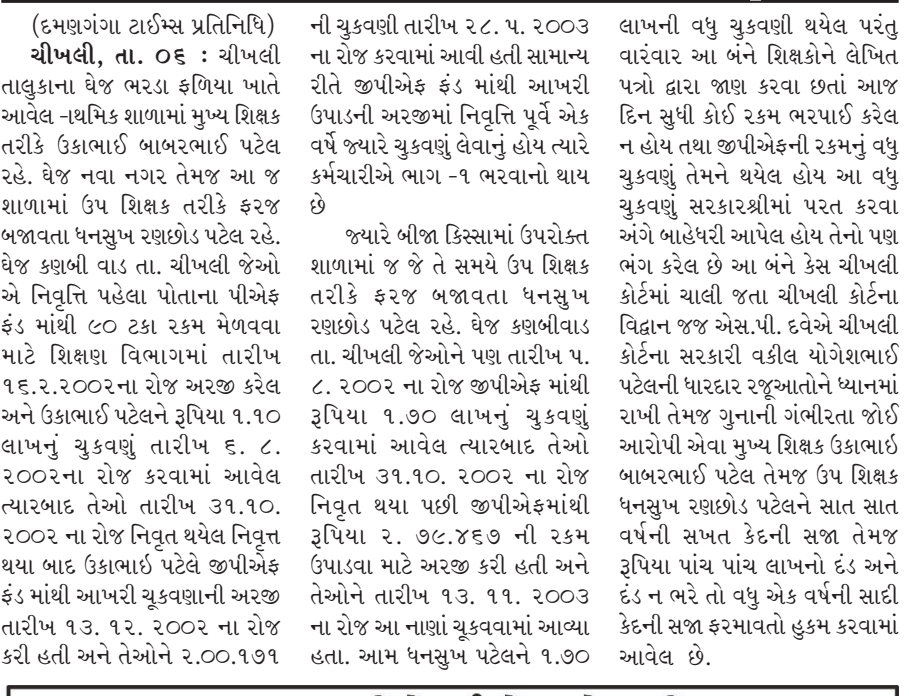 (દમણગંગા ટાઈમ્સ પ્રતિનિધિ)
ચીખલી, તા. ૦૬ : ચીખલી
તાલુકાના ઘેજ ભરડા ફળિયા ખાતે
આવેલ -ાથમિક શાળામાં મુખ્ય શિક્ષક
તરીકે ઉકાભાઈ બાબરભાઈ પટેલ
રહે. ઘેજ નવા નગર તેમજ આ જ
શાળામાં ઉપ શિક્ષક તરીકે ફરજ
બજાવતા ધનસુખ રણછોડ પટેલ રહે.
ઘેજ કણબી વાડ તા. ચીખલી જેઓ
એ નિવૃત્તિ પહેલા પોતાના પીએફ
ફંડ માંથી ૯૦ ટકા રકમ મેળવવા
માટે શિક્ષણ વિભાગમાં તારીખ
૧૬.૨.૨૦૦૨ના રોજ અરજી કરેલ
અને ઉકાભાઈ પટેલને રૂપિયા ૧.૧૦
લાખનું ચુકવણું તારીખ ૬. ૮.
૨૦૦૨ના રોજ કરવામાં આવેલ
ત્યારબાદ તેઓ તારીખ ૩૧.૧૦.
૨૦૦૨ ના રોજ નિવૃત થયેલ નિવૃત્ત
થયા બાદ ઉકાભાઇ પટેલે જીપીએફ
ફંડ માંથી આખરી ચૂકવણાની અરજી
તારીખ ૧૩. ૧૨. ૨૦૦૨ ના રોજ
કરી હતી અને તેઓને ૨.૦૦.૧૭૧
ની ચુકવણી તારીખ ૨૮. ૫. ૨૦૦૩
ના રોજ કરવામાં આવી હતી સામાન્ય
રીતે જીપીએફ ફંડ માંથી આખરી
ઉપાડની અરજીમાં નિવૃત્તિ પૂર્વે એક
વર્ષે જ્યારે ચુકવણું લેવાનું હોય ત્યારે
કર્મચારીએ ભાગ -૧ ભરવાનો થાય
છે
જ્યારે બીજા કિસ્સામાં ઉપરોક્ત
શાળામાં જ જે તે સમયે ઉપ શિક્ષક
તરીકે ફરજ બજાવતા ધનસુખ
રણછોડ પટેલ રહે. ઘેજ કણબીવાડ
તા. ચીખલી જેઓને પણ તારીખ ૫.
૮. ૨૦૦૨ ના રોજ જીપીએફ માંથી
રૂપિયા ૧.૭૦ લાખનું ચુકવણું
કરવામાં આવેલ ત્યારબાદ તેઓ
તારીખ ૩૧.૧૦. ૨૦૦૨ ના રોજ
નિવૃત થયા પછી જીપીએફમાંથી
રૂપિયા ૨. ૭૯.૪૬૭ ની રકમ
ઉપાડવા માટે અરજી કરી હતી અને
તેઓને તારીખ ૧૩. ૧૧. ૨૦૦૩
ના રોજ આ નાણાં ચૂકવવામાં આવ્યા
હતા. આમ ધનસુખ પટેલને ૧.૭૦
લાખની વધુ ચુકવણી થયેલ પરંતુ
વારંવાર આ બંને શિક્ષકોને લેખિત
પત્રો દ્વારા જાણ કરવા છતાં આજ
દિન સુધી કોઈ રકમ ભરપાઈ કરેલ
ન હોય તથા જીપીએફની રકમનું વધુ
ચુકવણું તેમને થયેલ હોય આ વધુ
ચુકવણું સરકારશ્રીમાં પરત કરવા
અંગે બાહેધરી આપેલ હોય તેનો પણ
ભંગ કરેલ છે આ બંને કેસ ચીખલી
કોર્ટમાં ચાલી જતા ચીખલી કોર્ટના
વિદ્વાન જજ એસ.પી. દવેએ ચીખલી
કોર્ટના સરકારી વકીલ યોગેશભાઈ
પટેલની ધારદાર રજૂઆતોને ધ્યાનમાં
રાખી તેમજ ગુનાની ગંભીરતા જોઈ
આરોપી એવા મુખ્ય શિક્ષક ઉકાભાઇ
બાબરભાઈ પટેલ તેમજ ઉપ શિક્ષક
ધનસુખ રણછોડ પટેલને સાત સાત
વર્ષની સખત કેદની સજા તેમજ
રૂપિયા પાંચ પાંચ લાખનો દંડ અને
દંડ ન ભરે તો વધુ એક વર્ષની સાદી
કેદની સજા ફરમાવતો હુકમ કરવામાં
આવેલ છે.